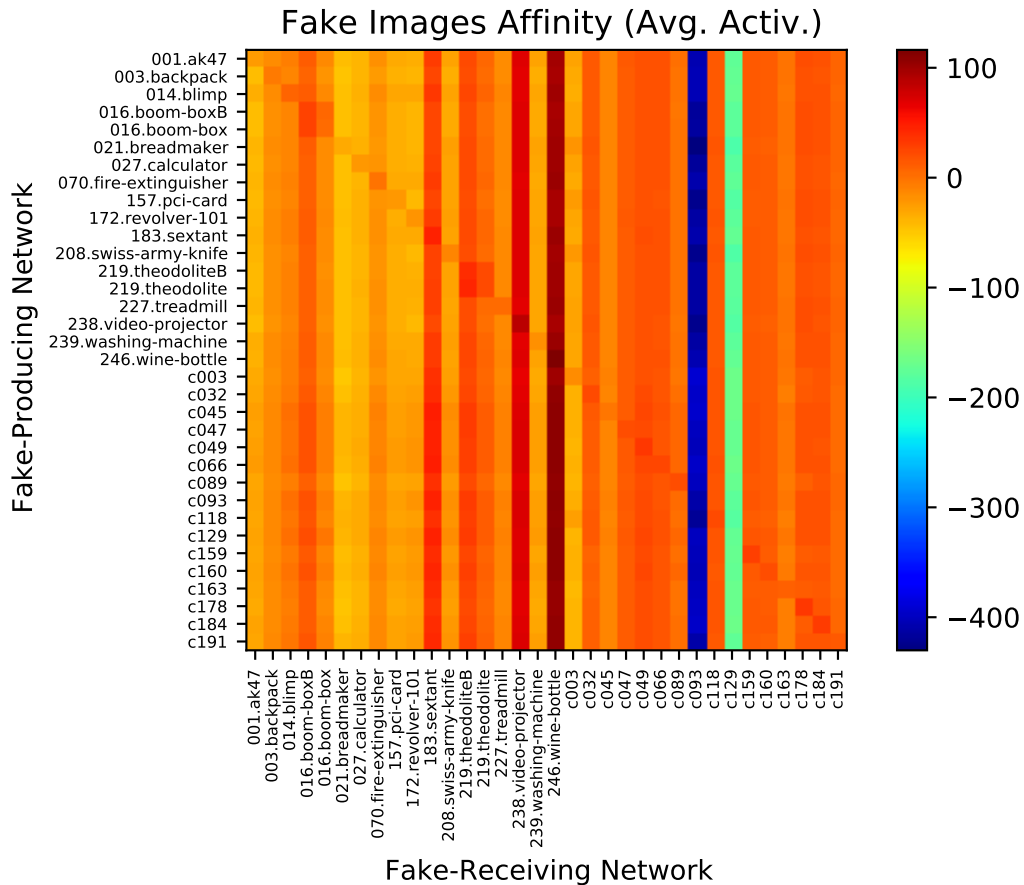 Fake Images Affinity (Avg. Activ.)
Fake-Producing Network
001.ak47
003.backpack
014.blimp
016.boom-boxB
016.boom-box
021.breadmaker
027.calculator
070.fire-extinguisher
157.pci-card
172.revolver-101
183.sextant
208.swiss-army-knife
219.theodoliteB
219.theodolite
227.treadmill
238.video-projector
239.washing-machine
246.wine-bottle
c003
c032
c045
c047
c049
c066
c089
c093
c118
c129
c159
c160
c163
c178
c184
c191
001.ak47
003.backpack
014.blimp
016.boom-boxB
016.boom-box
021.breadmaker
027.calculator
070.fire-extinguisher
157.pci-card
172.revolver-101
183.sextant
208.swiss-army-knife
219.theodoliteB
219.theodolite
227.treadmill
238.video-projector
239.washing-machine
246.wine-bottle
c003
c032
c045
c047
c049
c066
c089
c093
c118
c129
c159
c160
c163
c178
c184
c191
Fake-Receiving Network
100
0
−100
−200
−300
−400